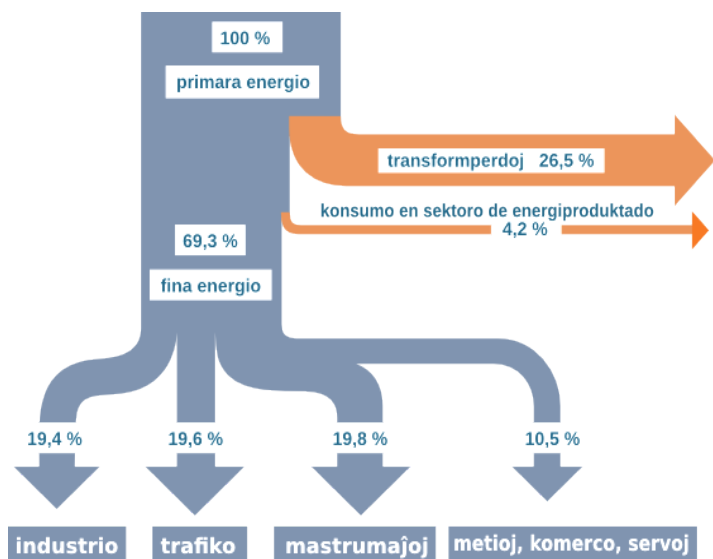 100 %
primara energio
transformperdoj 26,5 %
konsumo en sektoro de energiproduktado
4,2 %
69,3 %
fina energio
19,4 %
19,6 %
19,8 %
10,5 %
industrio
trafiko
mastrumaĵoj
metioj, komerco, servoj